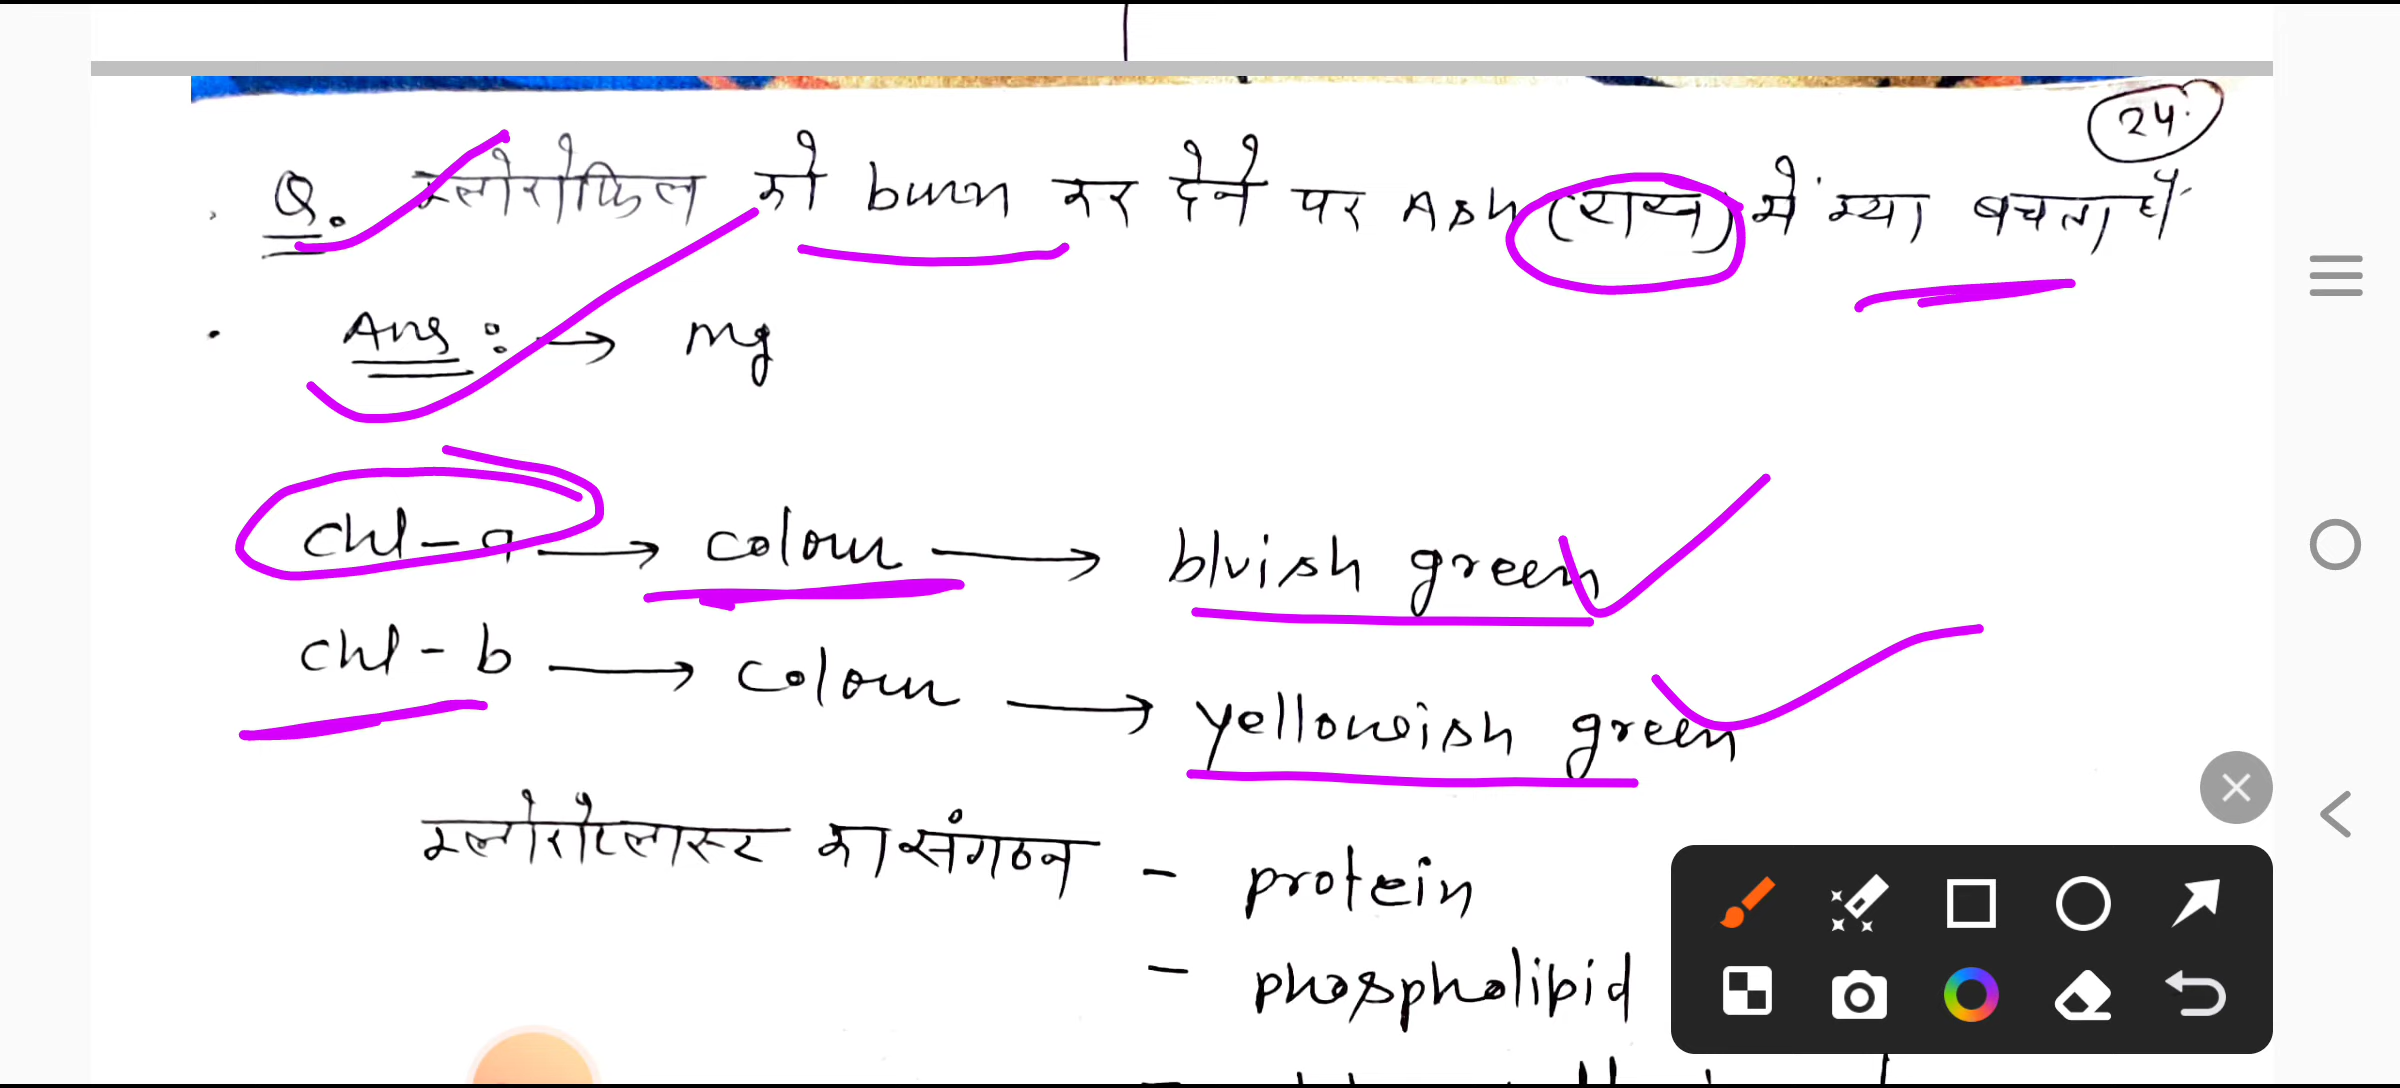 24.
Q. क्लोरोफिल को burn कर देने पर Ash (राख) में क्या बचता है
Ans :→ mg
chl-a → colour → bluish green
chl-b → colour → yellowish green
क्लोरोप्लास्ट का संगठन - protein
- phospholipid